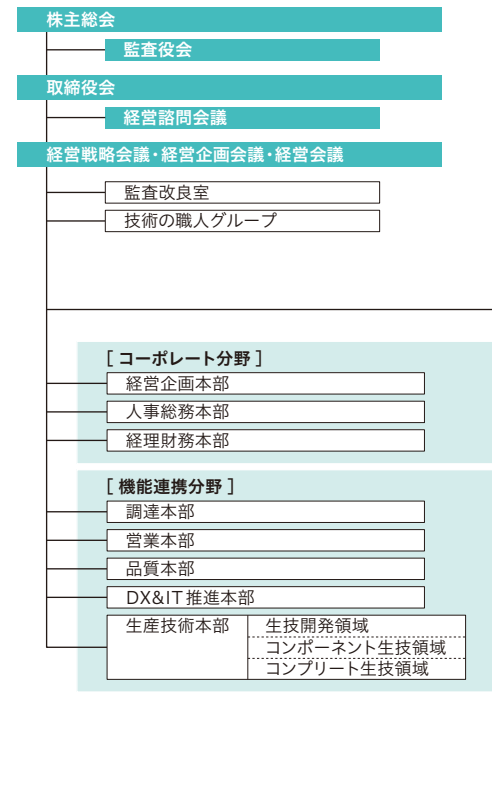 株主総会
監査役会
取締役会
経営諮問会議
経営戦略会議・経営企画会議・経営会議
監査改良室
技術の職人グループ
[ コーポレート分野 ]
経営企画本部
人事総務本部
経理財務本部
[ 機能連携分野 ]
調達本部
営業本部
品質本部
DX&IT推進本部
生産技術本部 生技開発領域
コンポーネント生技領域
コンプリート生技領域